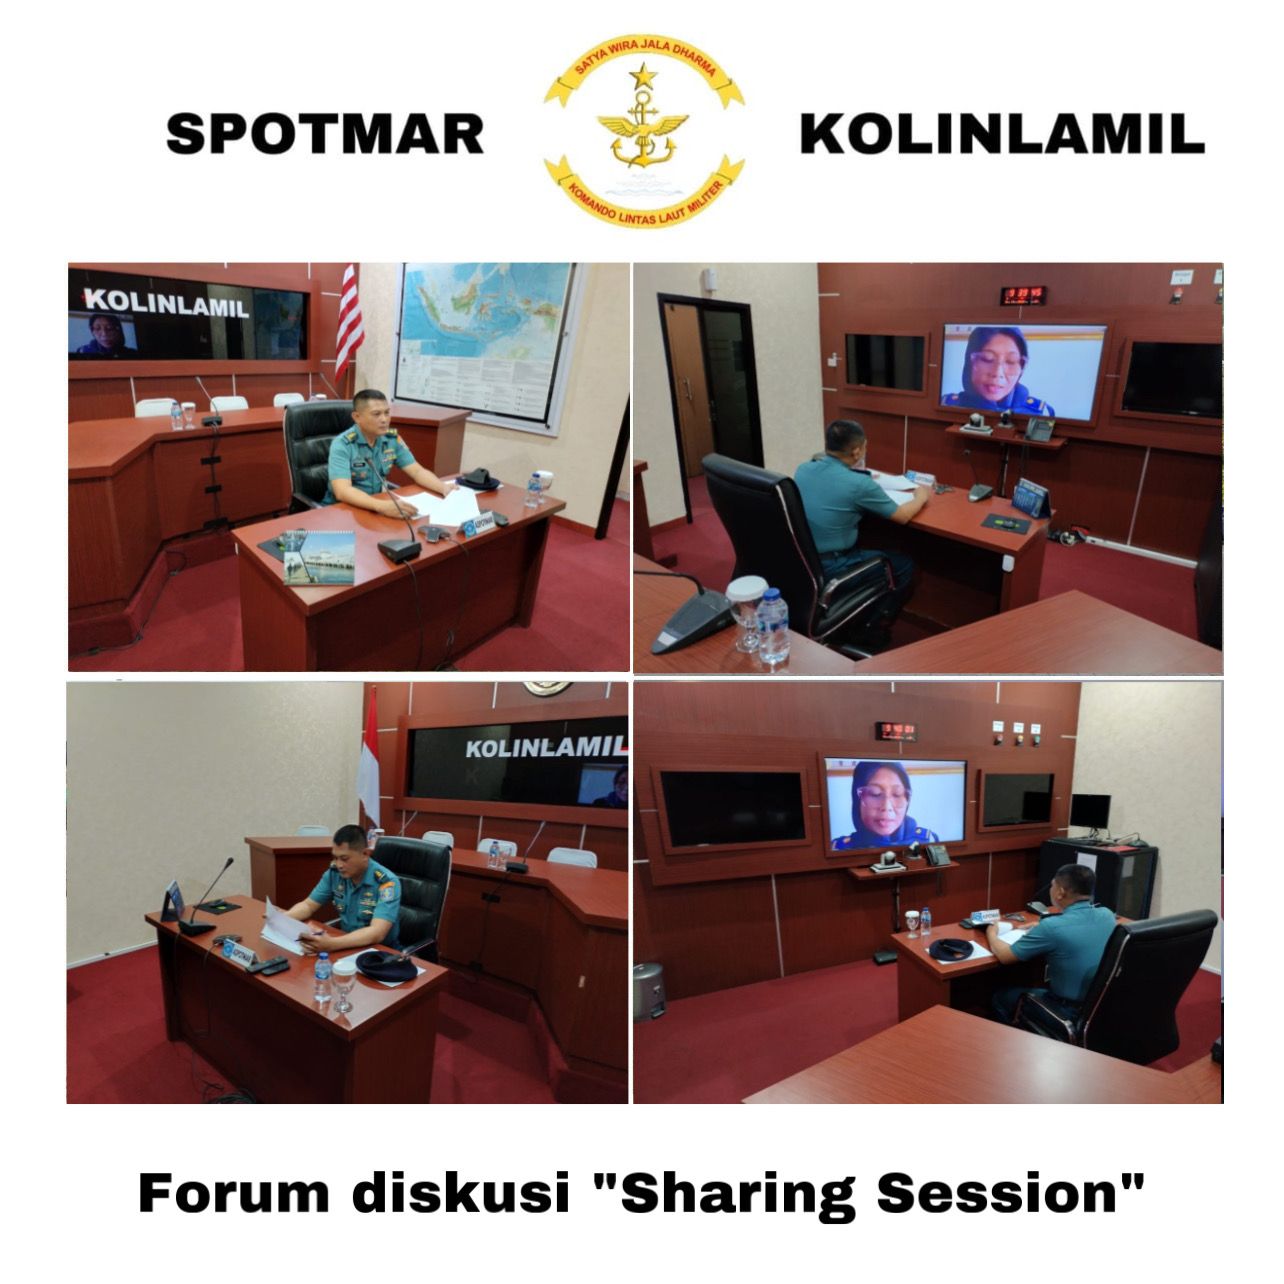 SPOTMAR
SATYA WIRA JALA DHARMA
KOMANDO LINTAS LAUT MILITER
KOLINLAMIL
KOLINLAMIL
KOLINLAMIL
Forum diskusi "Sharing Session"